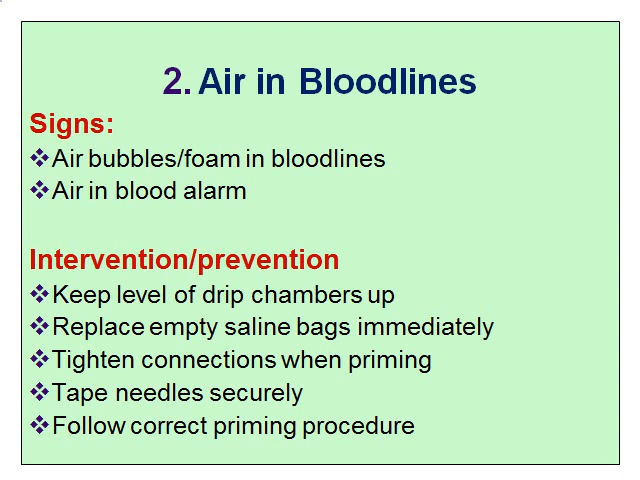 2. Air in Bloodlines
Signs:
❖Air bubbles/foam in bloodlines
❖Air in blood alarm
Intervention/prevention
❖Keep level of drip chambers up
❖Replace empty saline bags immediately
❖Tighten connections when priming
❖Tape needles securely
❖Follow correct priming procedure